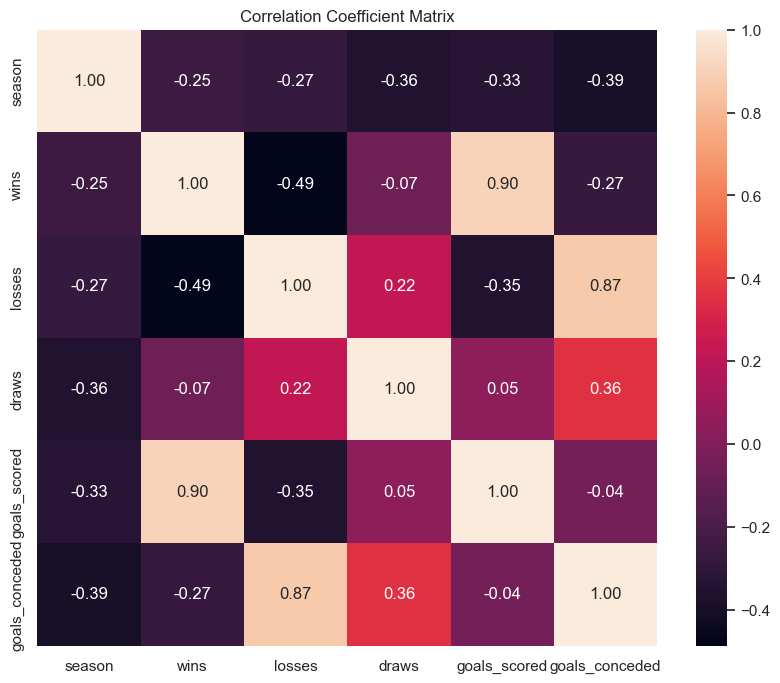 Correlation Coefficient Matrix
season 1.00 -0.25 -0.27 -0.36 -0.33 -0.39
wins -0.25 1.00 -0.49 -0.07 0.90 -0.27
losses -0.27 -0.49 1.00 0.22 -0.35 0.87
draws -0.36 -0.07 0.22 1.00 0.05 0.36
goals_scored -0.33 0.90 -0.35 0.05 1.00 -0.04
goals_conceded -0.39 -0.27 0.87 0.36 -0.04 1.00
season wins losses draws goals_scored goals_conceded
1.0
0.8
0.6
0.4
0.2
0.0
−0.2
−0.4